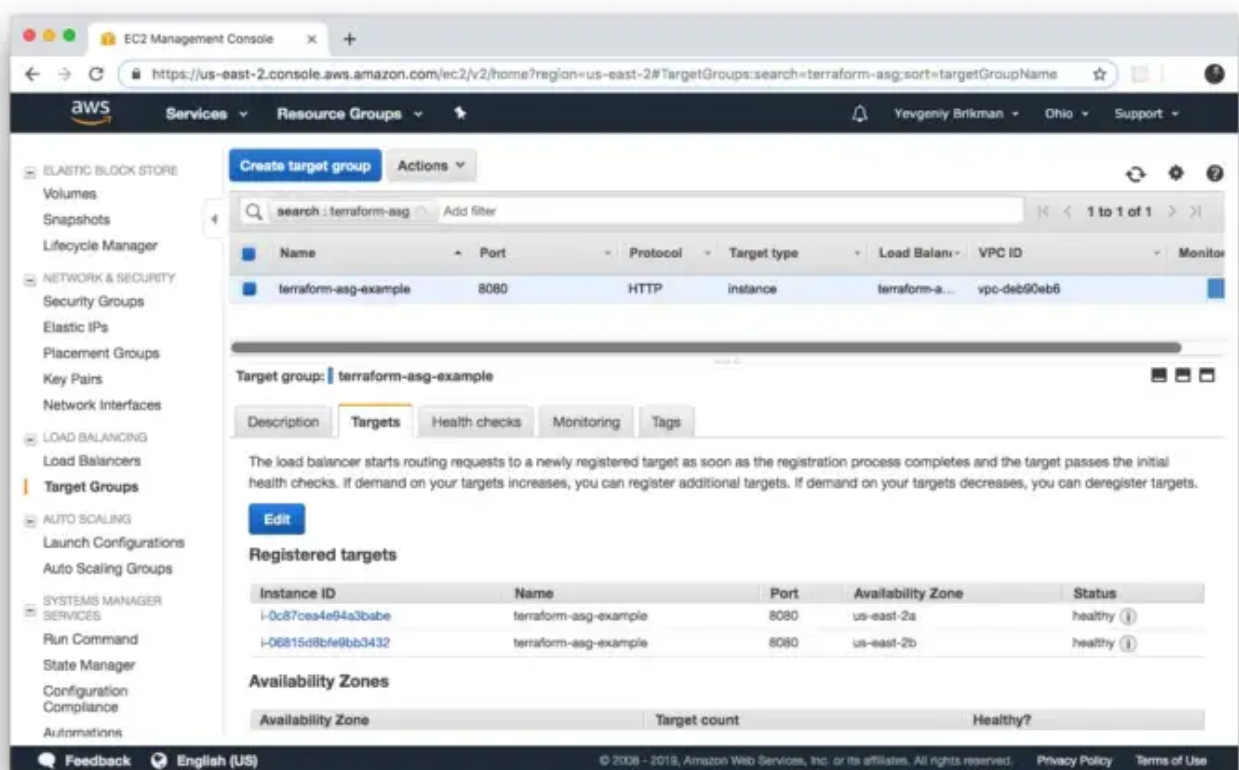 EC2 Management Console
https://us-east-2.console.aws.amazon.com/ec2/v2/home?region=us-east-2#TargetGroups:search=terraform-asg;sort=targetGroupName
aws Services Resource Groups Yevgeniy Brikman Ohio Support
ELASTIC BLOCK STORE
Volumes
Snapshots
Lifecycle Manager
NETWORK & SECURITY
Security Groups
Elastic IPs
Placement Groups
Key Pairs
Network Interfaces
LOAD BALANCING
Load Balancers
Target Groups
AUTO SCALING
Launch Configurations
Auto Scaling Groups
SYSTEMS MANAGER
SERVICES
Run Command
State Manager
Configuration
Compliance
Automations
Create target group Actions
search : terraform-asg Add filter 1 to 1 of 1
Name Port Protocol Target type Load Balan VPC ID Monitor
terraform-asg-example 8080 HTTP instance terraform-a... vpc-deb90eb6
Target group: terraform-asg-example
Description Targets Health checks Monitoring Tags
The load balancer starts routing requests to a newly registered target as soon as the registration process completes and the target passes the initial
health checks. If demand on your targets increases, you can register additional targets. If demand on your targets decreases, you can deregister targets.
Edit
Registered targets
Instance ID Name Port Availability Zone Status
i-0c87cea4e94a3babe terraform-asg-example 8080 us-east-2a healthy
i-06815d8bfe9bb3432 terraform-asg-example 8080 us-east-2b healthy
Availability Zones
Availability Zone Target count Healthy?
Feedback English (US) © 2008 - 2018, Amazon Web Services, Inc. or its affiliates. All rights reserved. Privacy Policy Terms of Use